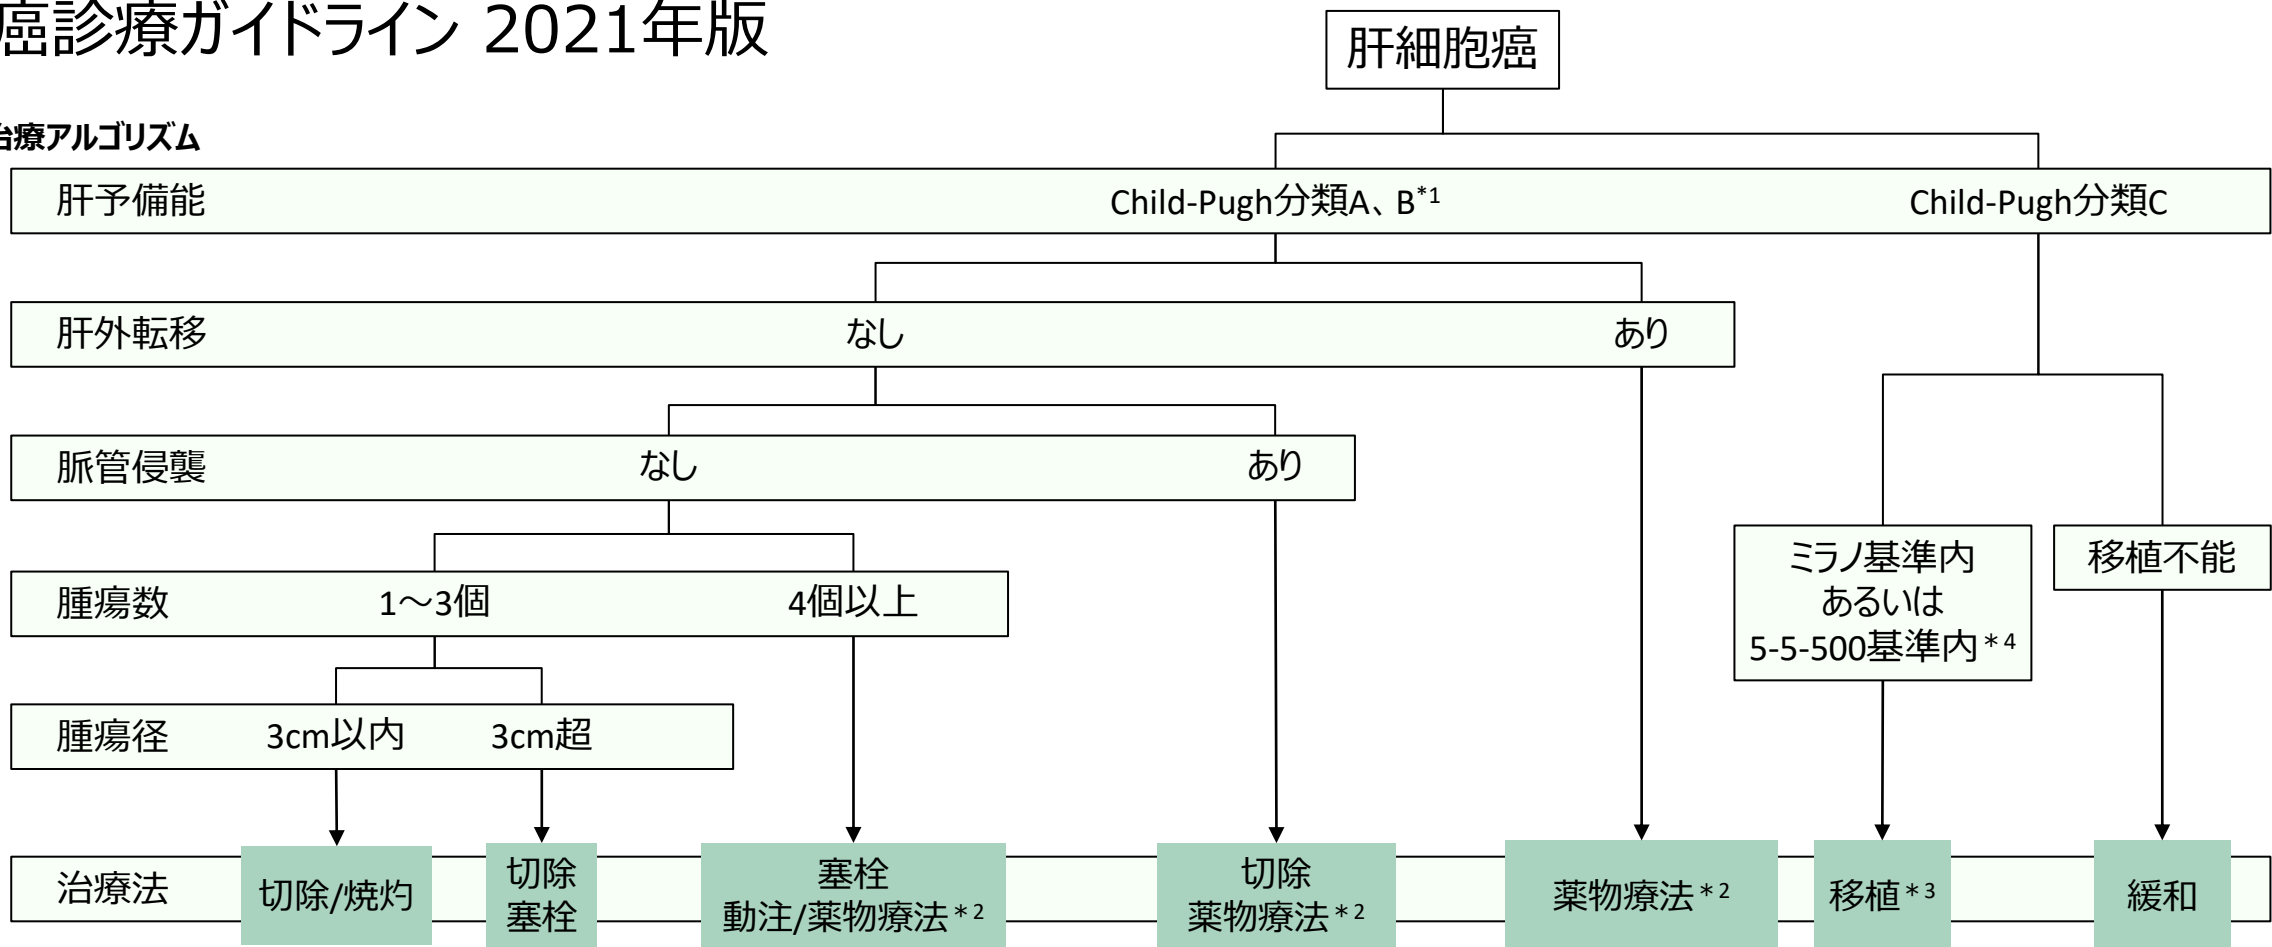 癌診療ガイドライン 2021年版
肝細胞癌
治療アルゴリズム
肝予備能 Child-Pugh分類A、B*1 Child-Pugh分類C
肝外転移 なし あり
脈管侵襲 なし あり
ミラノ基準内
あるいは
5-5-500基準内*4
移植不能
腫瘍数 1～3個 4個以上
腫瘍径 3cm以内 3cm超
治療法
切除/焼灼
切除
塞栓
塞栓
動注/薬物療法*2
切除
薬物療法*2
薬物療法*2
移植*3
緩和